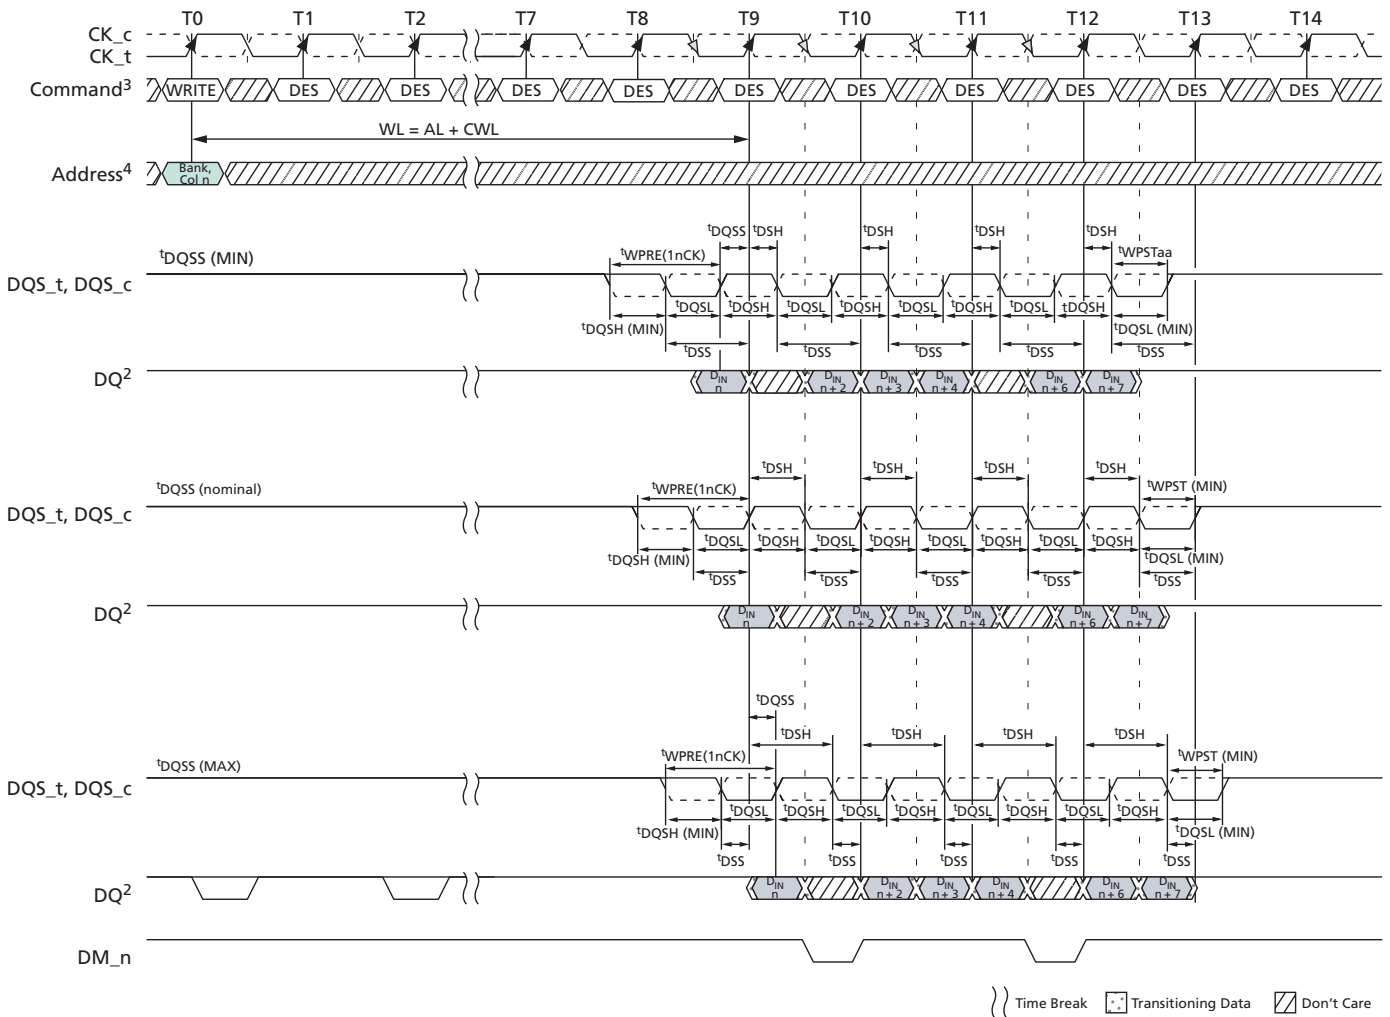 T0 T1 T2 T7 T8 T9 T10 T11 T12 T13 T14
CK_c
CK_t
Command3 WRITE DES DES DES DES DES DES DES DES DES DES
WL = AL + CWL
Address4 Bank, Col n
tDQSS tDSH tDSH tDSH tDSH
tDQSS (MIN) tWPRE(1nCK) tWPSTaa
DQS_t, DQS_c
tDQSL tDQSH tDQSL tDQSH tDQSL tDQSH tDQSL tDQSH
tDQSH (MIN) tDQSL (MIN)
tDSS tDSS tDSS tDSS tDSS
DQ2 DIN n DIN n + 2 DIN n + 3 DIN n + 4 DIN n + 6 DIN n + 7
tDSH tDSH tDSH tDSH
tDQSS (nominal) tWPRE(1nCK) tWPST (MIN)
DQS_t, DQS_c
tDQSL tDQSH tDQSL tDQSH tDQSL tDQSH tDQSL tDQSH
tDQSH (MIN) tDQSL (MIN)
tDSS tDSS tDSS tDSS tDSS
DQ2 DIN n DIN n + 2 DIN n + 3 DIN n + 4 DIN n + 6 DIN n + 7
tDQSS
tDSH tDSH tDSH tDSH
tDQSS (MAX) tWPRE(1nCK) tWPST (MIN)
DQS_t, DQS_c
tDQSL tDQSH tDQSL tDQSH tDQSL tDQSH tDQSL tDQSH
tDQSH (MIN) tDQSL (MIN)
tDSS tDSS tDSS tDSS tDSS
DQ2 DIN n DIN n + 2 DIN n + 3 DIN n + 4 DIN n + 6 DIN n + 7
DM_n
Time Break Transitioning Data Don't Care